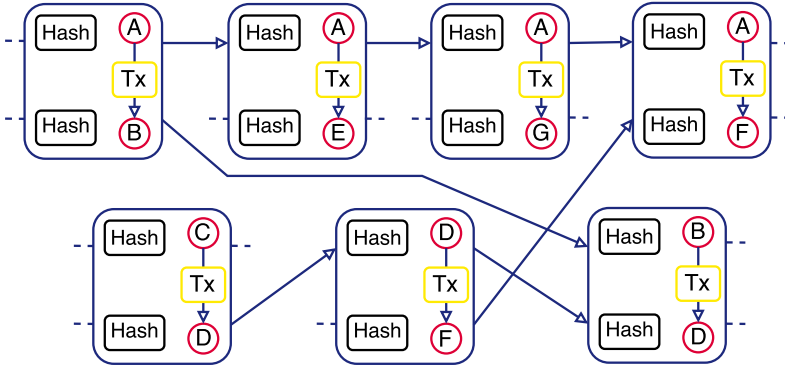 Hash A Hash A Hash A Hash A
Tx Tx Tx Tx
Hash B Hash E Hash G Hash F
Hash C Hash D Hash B
Tx Tx Tx
Hash D Hash F Hash D